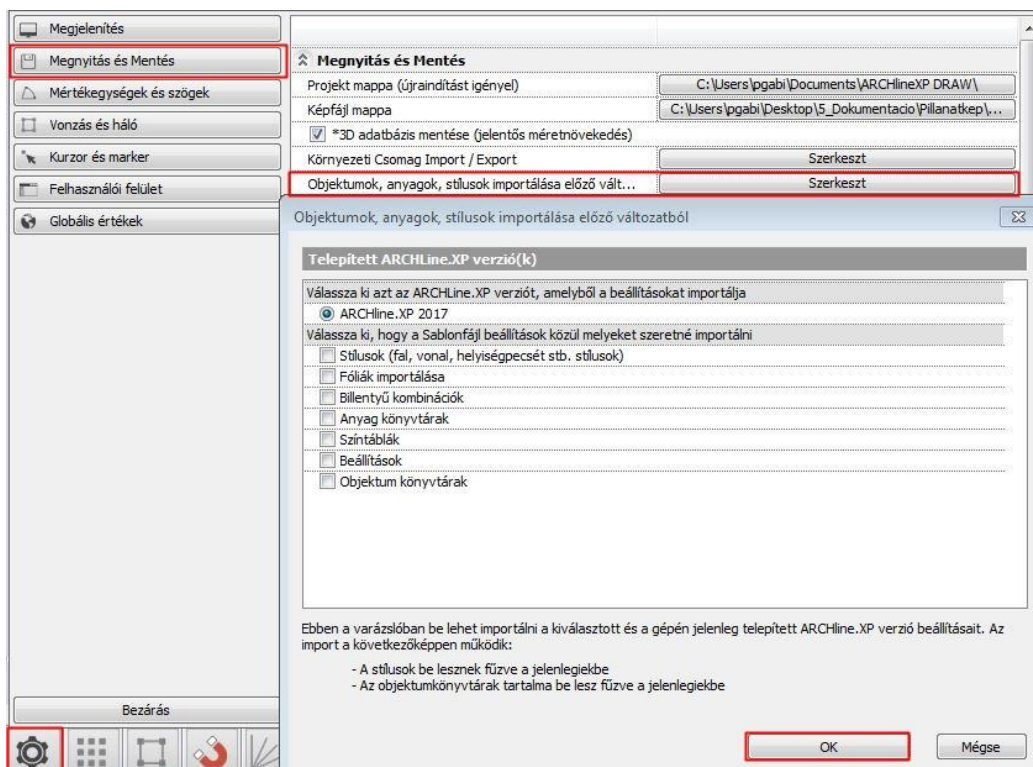 Megjelenítés
Megnyitás és Mentés
Mértékegységek és szögek
Vonzás és háló
Kurzor és marker
Felhasználói felület
Globális értékek
Bezárás
Megnyitás és Mentés
Projekt mappa (újraindítást igényel)
C:\Users\pgabi\Documents\ARCHlineXP DRAW\
Képfájl mappa
C:\Users\pgabi\Desktop\5_Dokumentacio\Pillanatkep\...
*3D adatbázis mentése (jelentős méretnövekedés)
Környezeti Csomag Import / Export
Szerkeszt
Objektumok, anyagok, stílusok importálása előző vált...
Szerkeszt
Objektumok, anyagok, stílusok importálása előző változatból
Telepített ARCHLine.XP verzió(k)
Válassza ki azt az ARCHLine.XP verziót, amelyből a beállításokat importálja
ARCHline.XP 2017
Válassza ki, hogy a Sablonfájl beállítások közül melyeket szeretné importálni
Stílusok (fal, vonal, helyiségpecsét stb. stílusok)
Fóliák importálása
Billentyű kombinációk
Anyag könyvtárak
Színtáblák
Beállítások
Objektum könyvtárak
Ebben a varázslóban be lehet importálni a kiválasztott és a gépén jelenleg telepített ARCHline.XP verzió beállításait. Az
import a következőképpen működik:
- A stílusok be lesznek fűzve a jelenlegiekbe
- Az objektumkönyvtárak tartalma be lesz fűzve a jelenlegiekbe
OK
Mégse